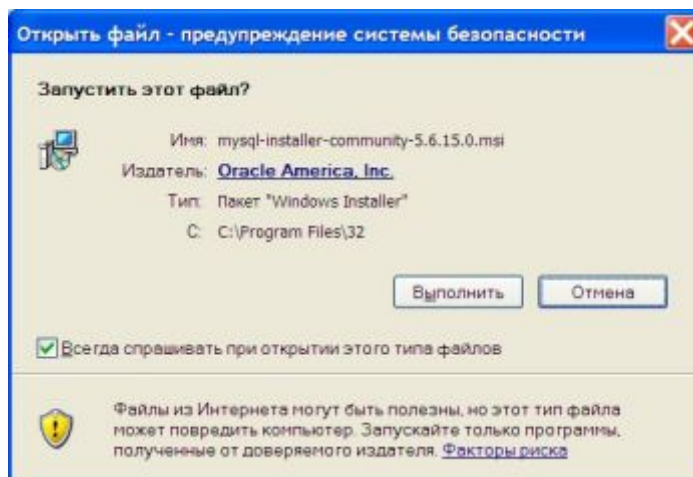 Открыть файл - предупреждение системы безопасности
Запустить этот файл?
Имя: mysql-installer-community-5.6.15.0.msi
Издатель: Oracle America, Inc.
Тип: Пакет "Windows Installer"
С: C:\Program Files\32
Выполнить Отмена
Всегда спрашивать при открытии этого типа файлов
Файлы из Интернета могут быть полезны, но этот тип файла
может повредить компьютер. Запускайте только программы,
полученные от доверяемого издателя. Факторы риска